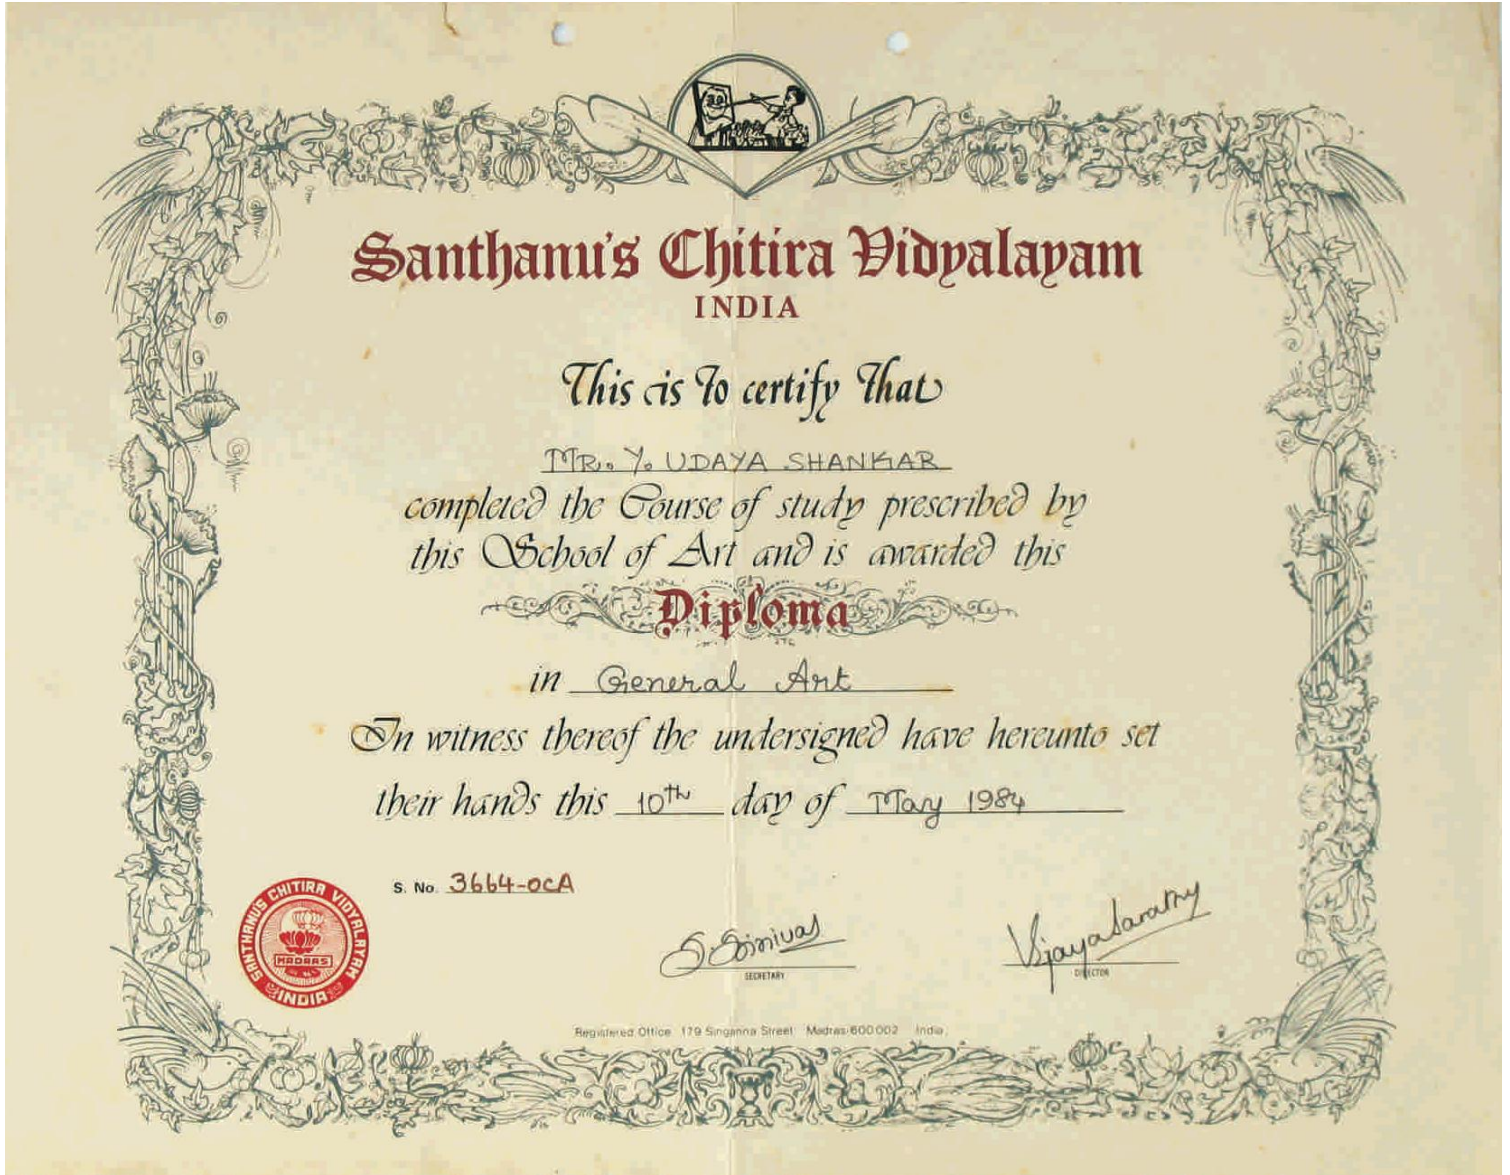 Santhanu's Chitira Vidyalayam
INDIA
This is To certify That
MR. Y. UDAYA SHANKAR
completed the Course of study prescribed by
this School of Art and is awarded this
Diploma
in General Art
In witness thereof the undersigned have hereunto set
their hands this 10th day of May 1984
S. No. 3664-OCA
SANTHANU'S CHITIRA VIDYALAYAM
MADRAS
INDIA
S. Srinivas
SECRETARY
Vijayasarathy
DIRECTOR
Registered Office 179 Singanna Street Madras-600 002 India.